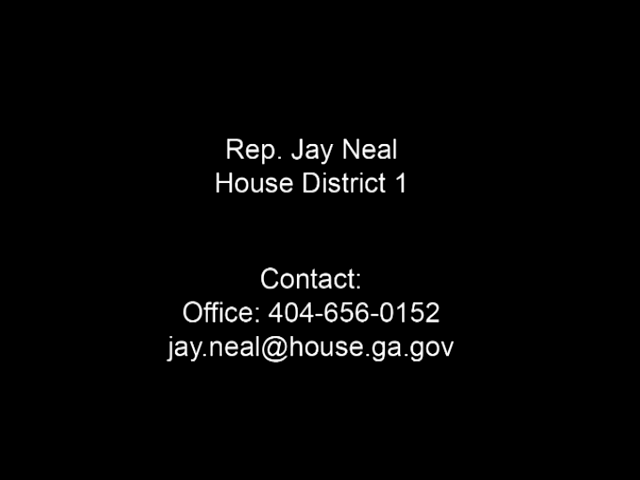 Rep. Jay Neal
House District 1
Contact:
Office: 404-656-0152
jay.neal@house.ga.gov